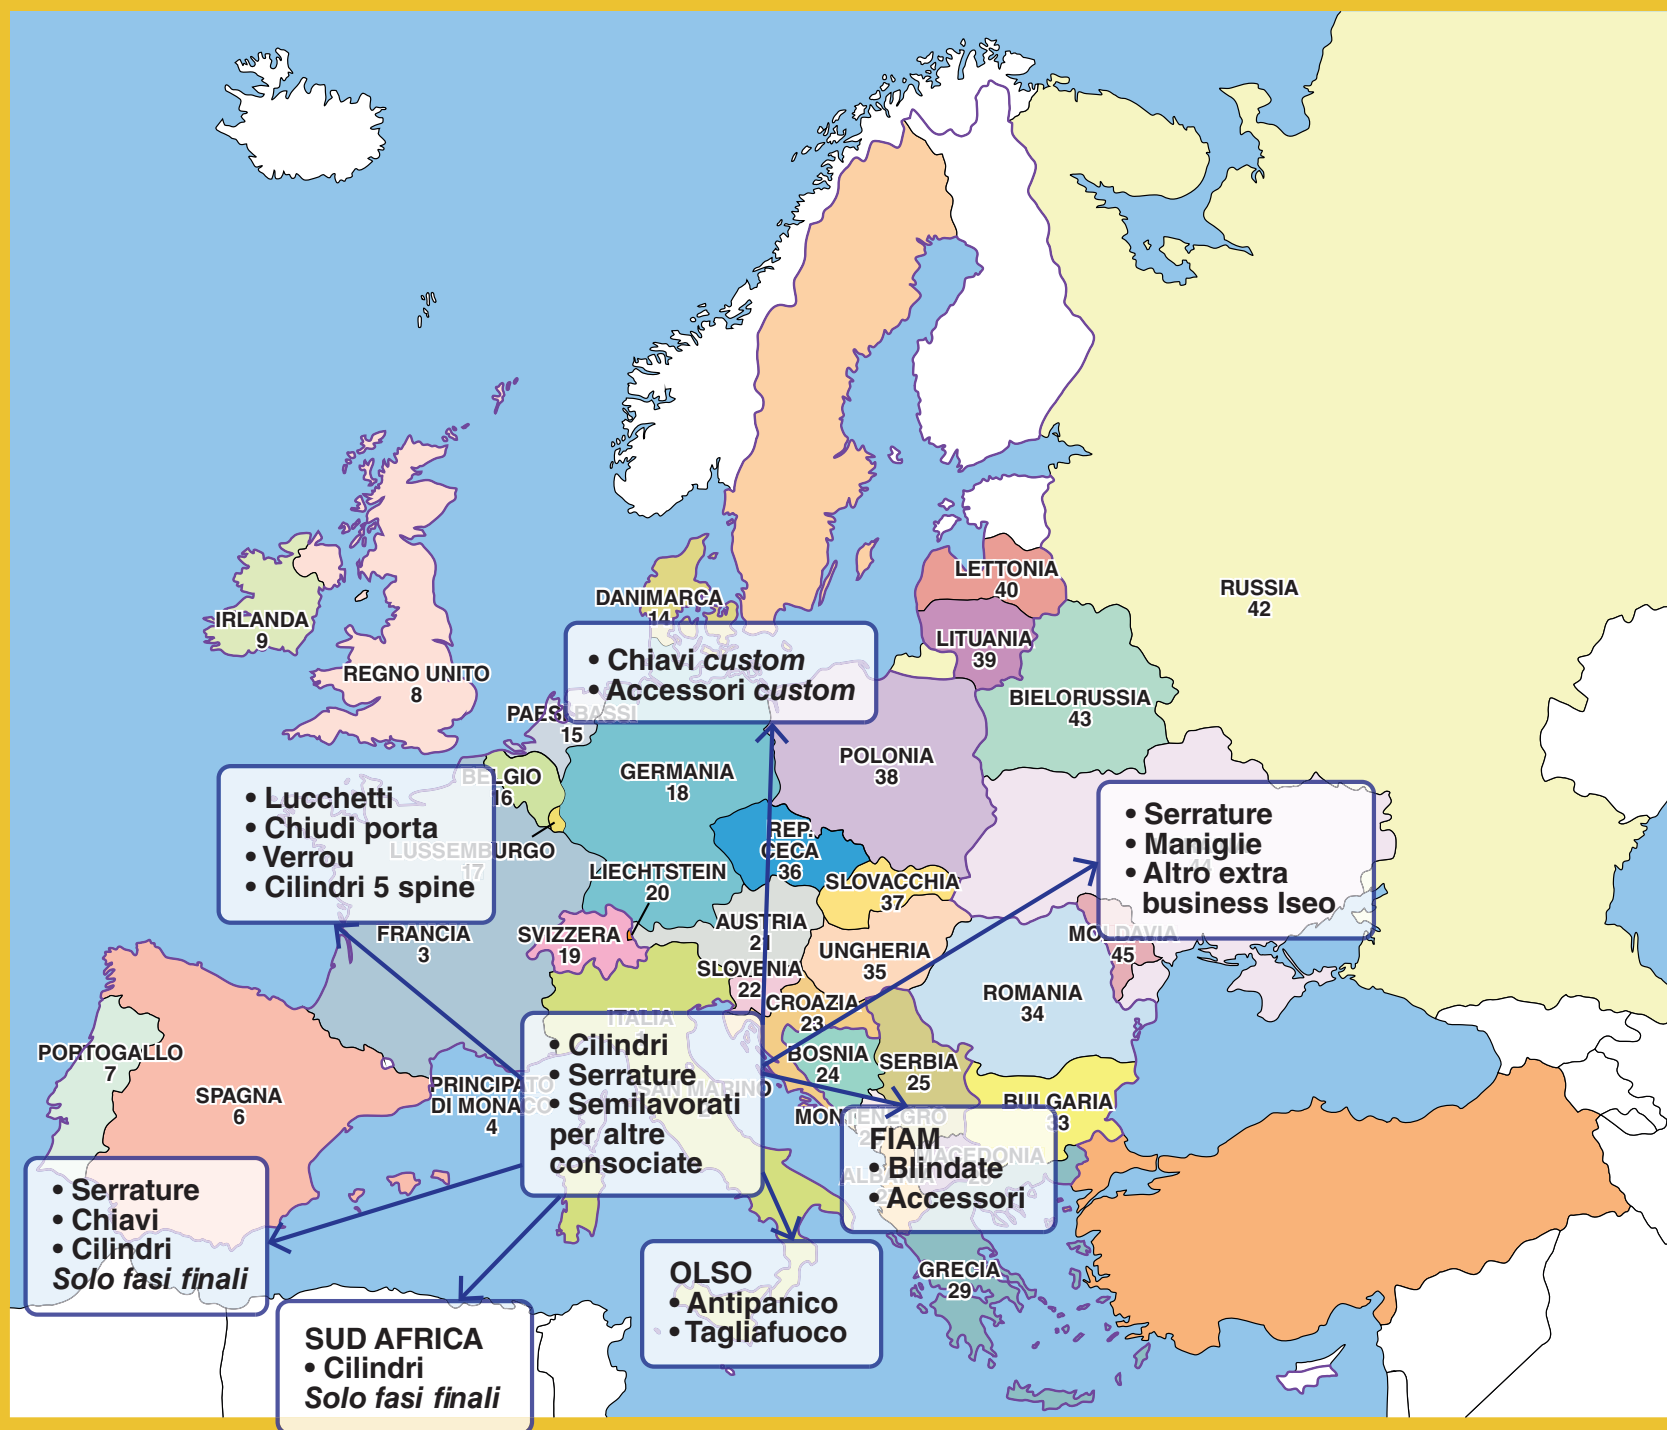 LETTONIA
40
RUSSIA
42
DANIMARCA
14
IRLANDA
9
LITUANIA
39
REGNO UNITO
8
• Chiavi custom
• Accessori custom
BIELORUSSIA
43
PAESI BASSI
15
POLONIA
38
GERMANIA
18
BELGIO
16
• Lucchetti
• Chiudi porta
• Verrou
• Cilindri 5 spine
LUSSEMBURGO
17
• Serrature
• Maniglie
• Altro extra
business Iseo
44
REP.
CECA
36
LIECHTSTEIN
20
SLOVACCHIA
37
FRANCIA
3
SVIZZERA
19
AUSTRIA
21
UNGHERIA
35
MOLDAVIA
45
SLOVENIA
22
CROAZIA
23
ROMANIA
34
ITALIA
• Cilindri
• Serrature
• Semilavorati
per altre
consociate
SAN MARINO
PORTOGALLO
7
SPAGNA
6
PRINCIPATO
DI MONACO
4
BOSNIA
24
SERBIA
25
MONTENEGRO
BULGARIA
33
FIAM
• Blindate
• Accessori
MACEDONIA
28
ALBANIA
• Serrature
• Chiavi
• Cilindri
Solo fasi finali
OLSO
• Antipanico
• Tagliafuoco
GRECIA
29
SUD AFRICA
• Cilindri
Solo fasi finali